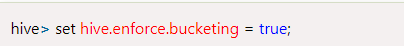 hive> set hive.enforce.bucketing = true;